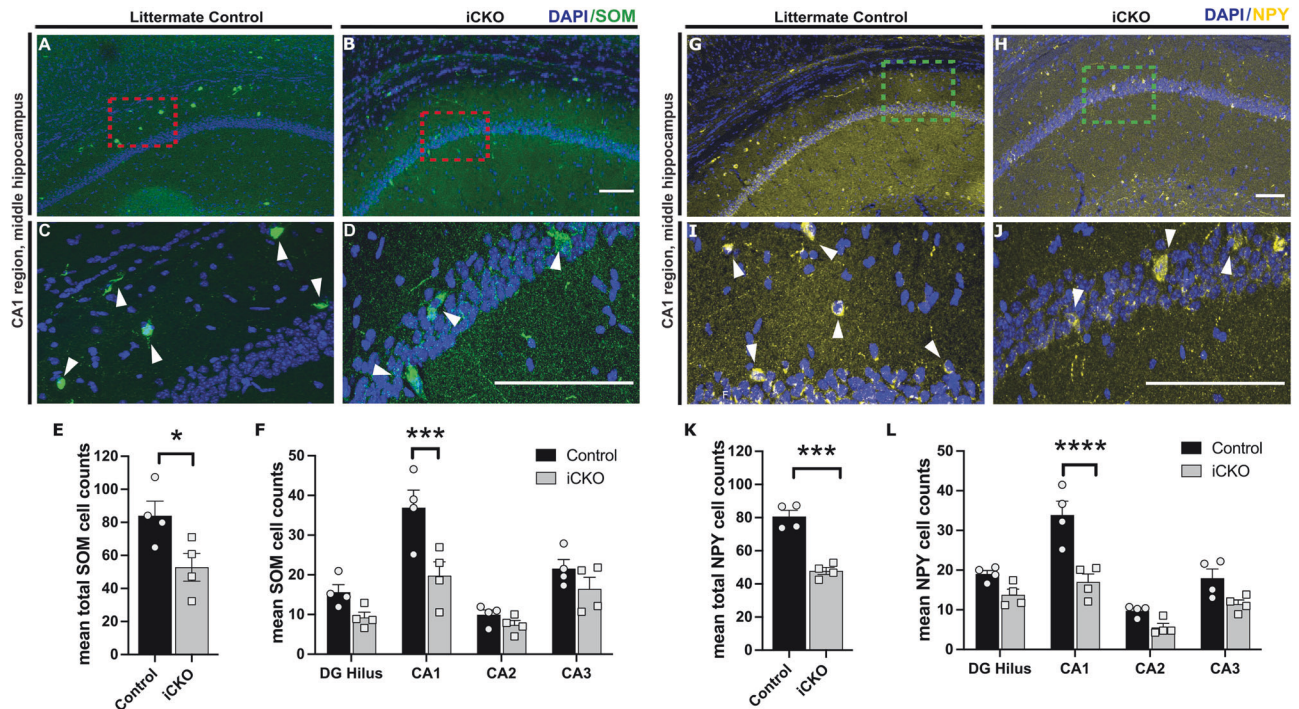 Littermate Control
iCKO
DAPI/SOM
Littermate Control
iCKO
DAPI/NPY
CA1 region, middle hippocampus
A
B
C
D
CA1 region, middle hippocampus
G
H
I
J
F
E
*
mean total SOM cell counts
120
100
80
60
40
20
0
Control
iCKO
F
***
Control
iCKO
mean SOM cell counts
50
40
30
20
10
0
DG Hilus
CA1
CA2
CA3
K
***
mean total NPY cell counts
120
100
80
60
40
20
0
Control
iCKO
L
****
Control
iCKO
mean NPY cell counts
50
40
30
20
10
0
DG Hilus
CA1
CA2
CA3